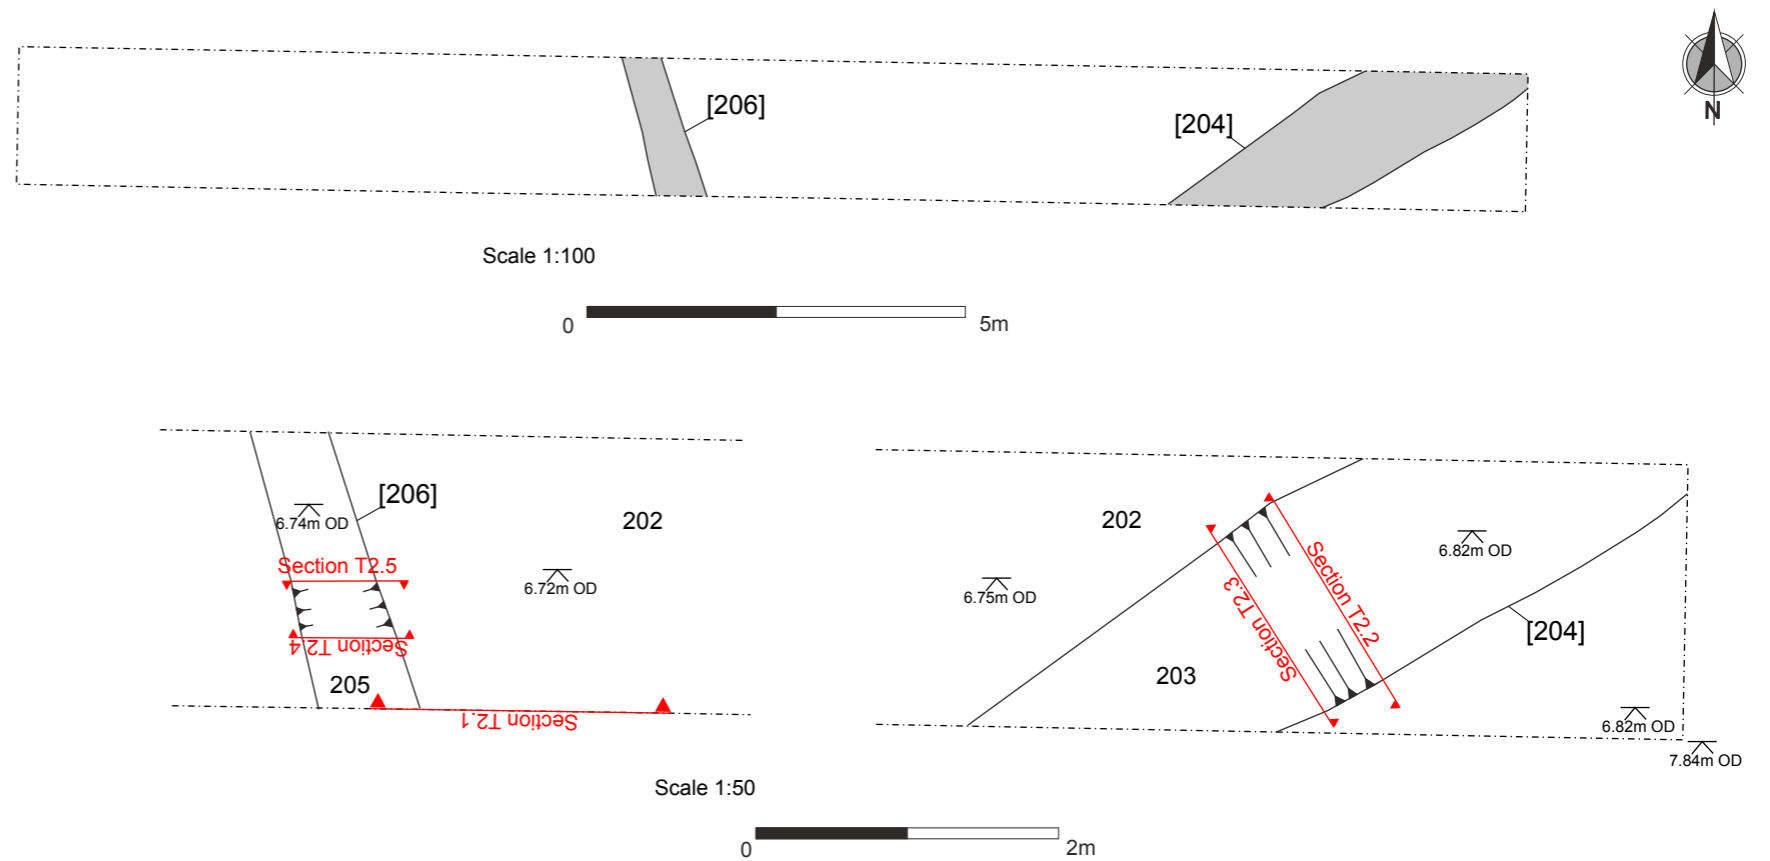 [206]
[204]
N
Scale 1:100
0
5m
[206]
6.74m OD
202
Section T2.5
6.72m OD
Section T2.4
205
Section T2.1
202
6.75m OD
Section T2.3
Section T2.2
6.82m OD
[204]
203
6.82m OD
7.84m OD
Scale 1:50
0
2m